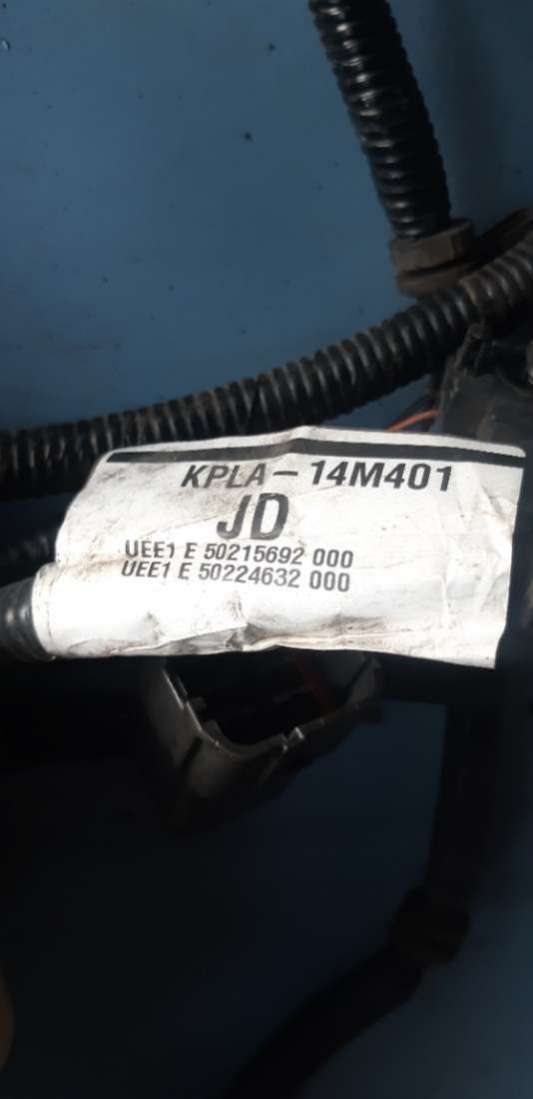 KPLA-14M401
JD
UEE1 E 50215692 000
UEE1 E 50224632 000